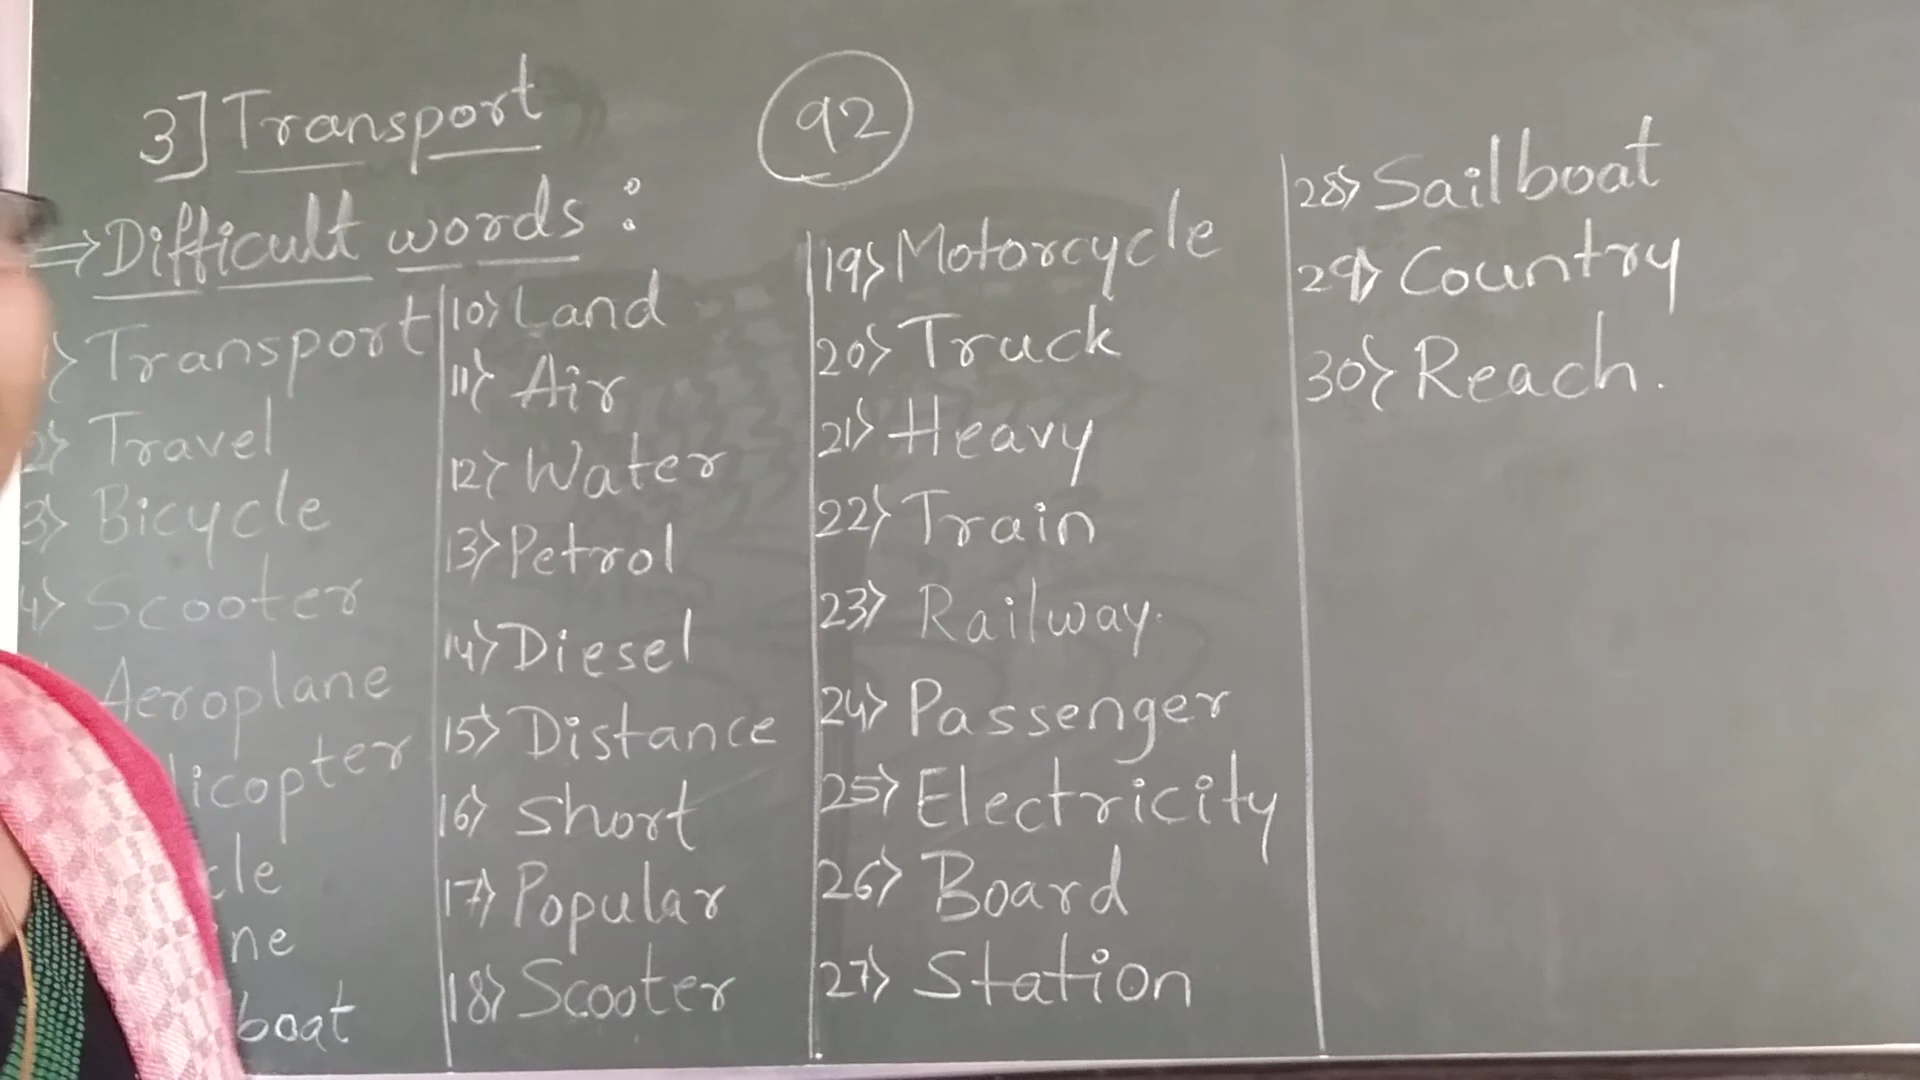 3] Transport
92
⇒ Difficult words :
1> Transport
2> Travel
3> Bicycle
4> Scooter
Aeroplane
licopter
cle
ne
boat
10> Land
11> Air
12> Water
13> Petrol
14> Diesel
15> Distance
16> Short
17> Popular
18> Scooter
19> Motorcycle
20> Truck
21> Heavy
22> Train
23> Railway.
24> Passenger
25> Electricity
26> Board
27> Station
28> Sailboat
29> Country
30> Reach.